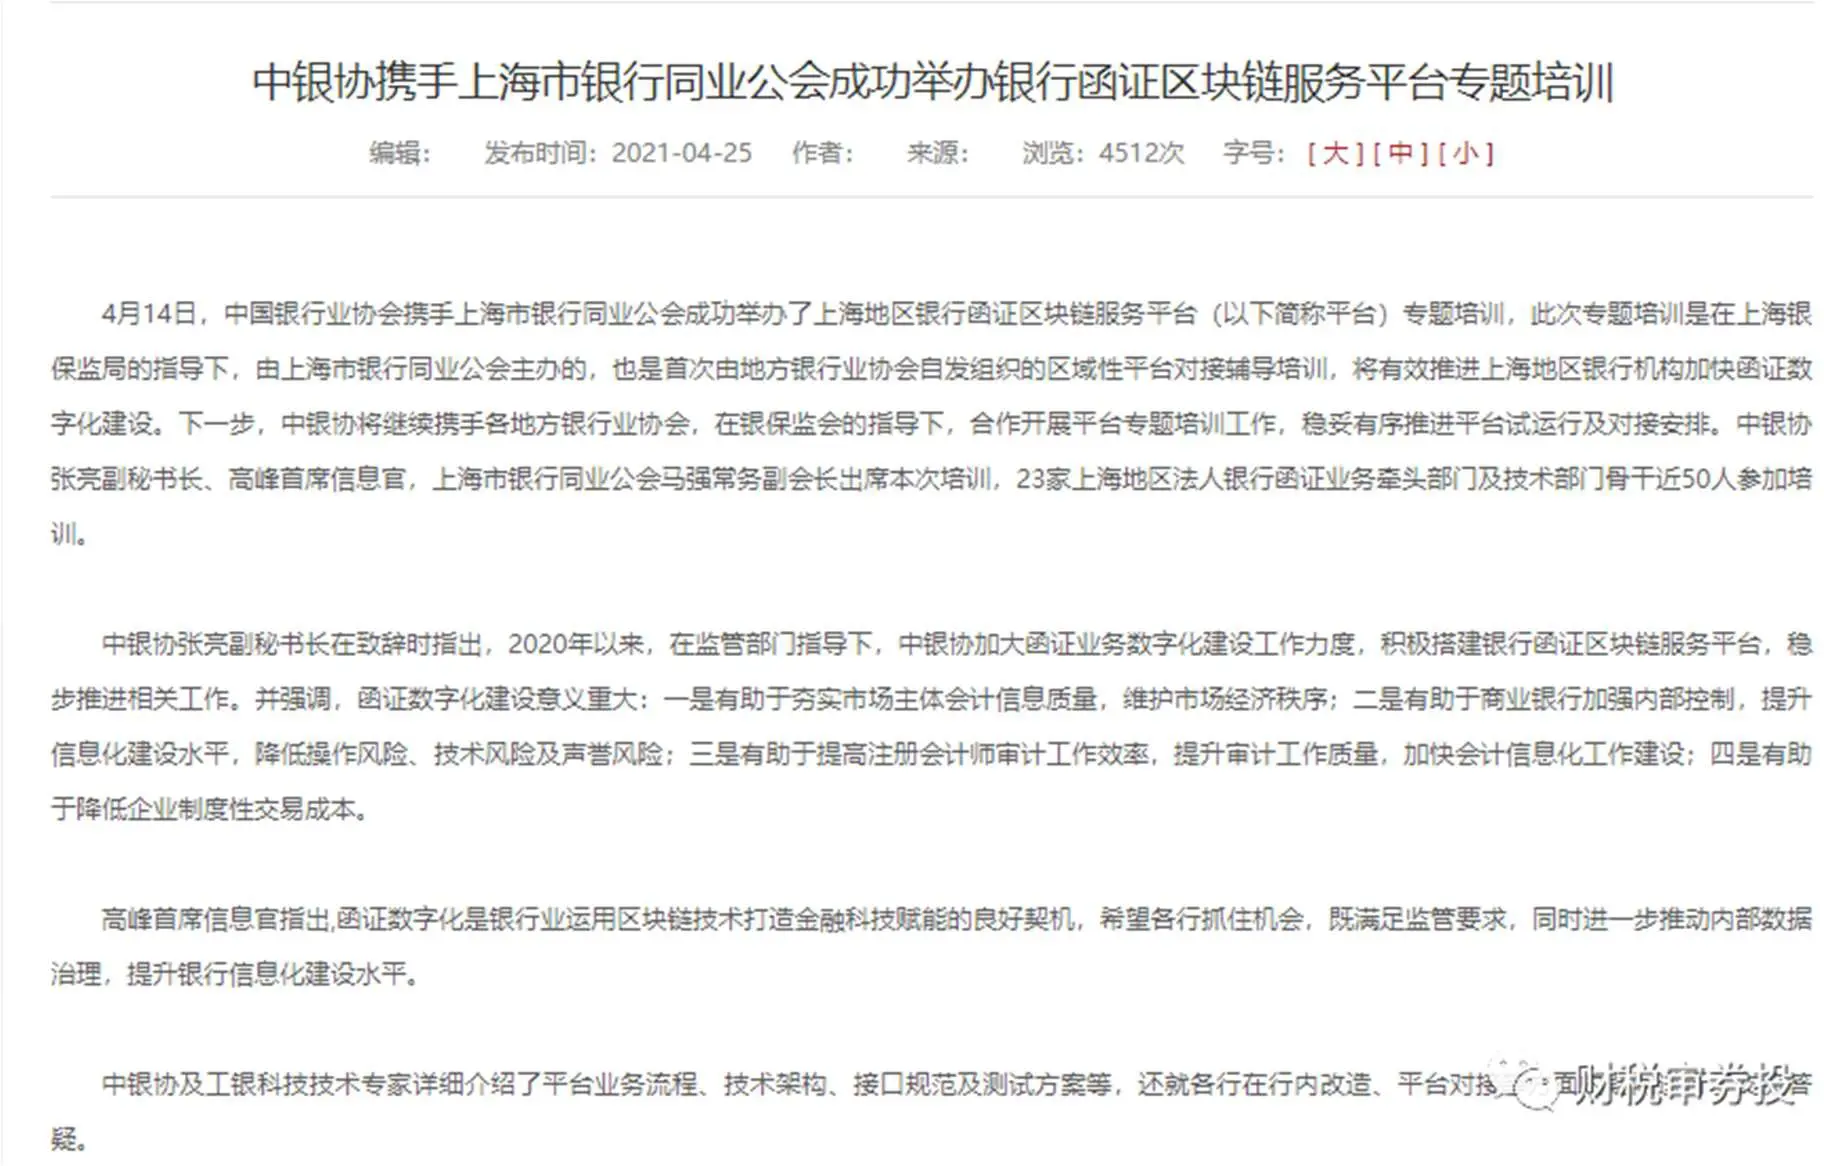 中银协携手上海市银行同业公会成功举办银行函证区块链服务平台专题培训
编辑： 发布时间：2021-04-25 作者： 来源： 浏览：4512次 字号： [ 大 ] [ 中 ] [ 小 ]
4月14日，中国银行业协会携手上海市银行同业公会成功举办了上海地区银行函证区块链服务平台（以下简称平台）专题培训，此次专题培训是在上海银
保监局的指导下，由上海市银行同业公会主办的，也是首次由地方银行业协会自发组织的区域性平台对接辅导培训，将有效推进上海地区银行机构加快函证数
字化建设。下一步，中银协将继续携手各地方银行业协会，在银保监会的指导下，合作开展平台专题培训工作，稳妥有序推进平台试运行及对接安排。中银协
张亮副秘书长、高峰首席信息官，上海市银行同业公会马强常务副会长出席本次培训，23家上海地区法人银行函证业务牵头部门及技术部门骨干近50人参加培
训。
中银协张亮副秘书长在致辞时指出，2020年以来，在监管部门指导下，中银协加大函证业务数字化建设工作力度，积极搭建银行函证区块链服务平台，稳
步推进相关工作。并强调，函证数字化建设意义重大：一是有助于夯实市场主体会计信息质量，维护市场经济秩序；二是有助于商业银行加强内部控制，提升
信息化建设水平，降低操作风险、技术风险及声誉风险；三是有助于提高注册会计师审计工作效率，提升审计工作质量，加快会计信息化工作建设；四是有助
于降低企业制度性交易成本。
高峰首席信息官指出,函证数字化是银行业运用区块链技术打造金融科技赋能的良好契机，希望各行抓住机会，既满足监管要求，同时进一步推动内部数据
治理，提升银行信息化建设水平。
中银协及工银科技技术专家详细介绍了平台业务流程、技术架构、接口规范及测试方案等，还就各行在行内改造、平台对接 面 答
疑。
财税审券投